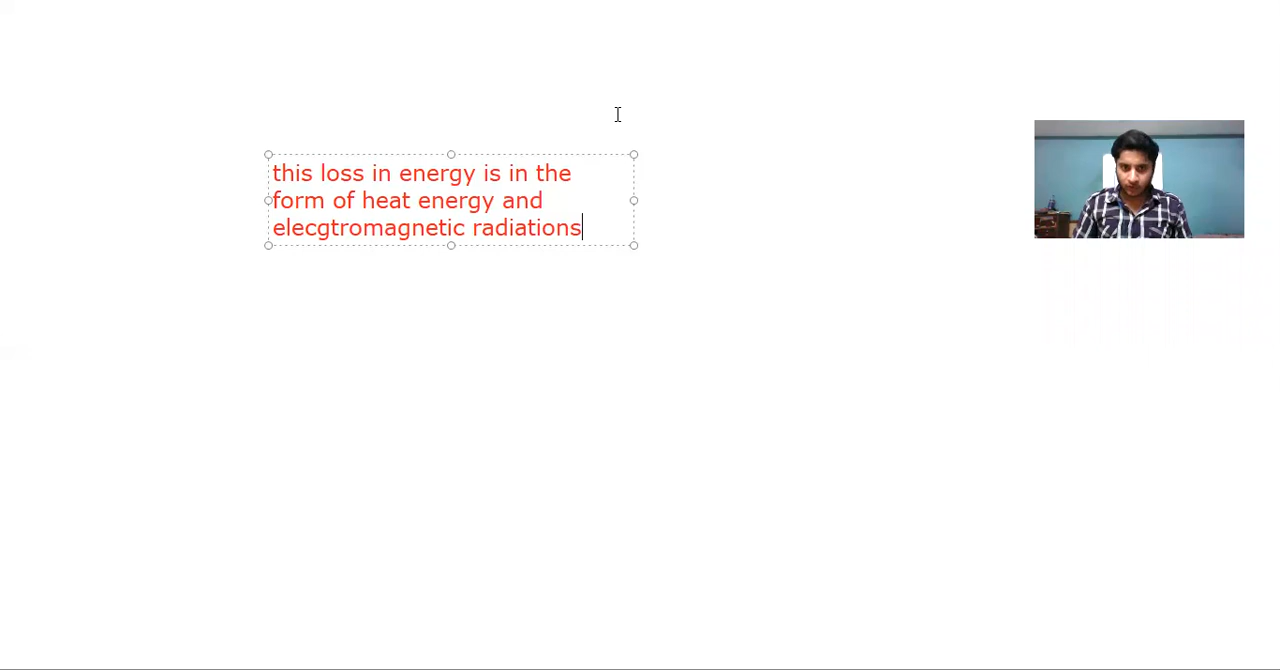 this loss in energy is in the
form of heat energy and
elecgtromagnetic radiations